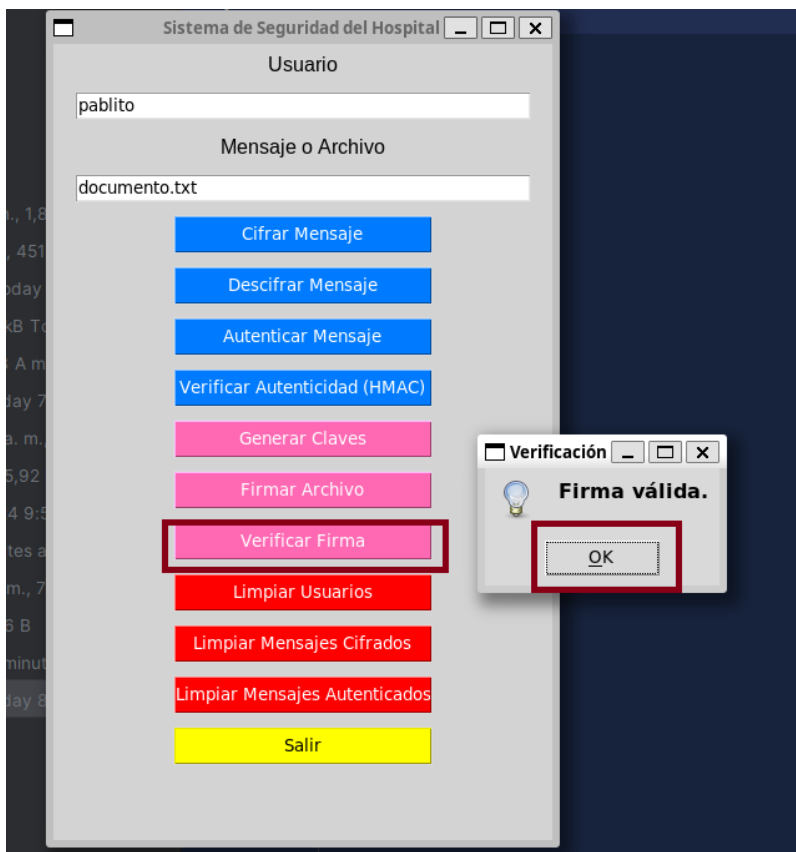 Sistema de Seguridad del Hospital
Usuario
pablito
Mensaje o Archivo
documento.txt
Cifrar Mensaje
Descifrar Mensaje
Autenticar Mensaje
Verificar Autenticidad (HMAC)
Generar Claves
Firmar Archivo
Verificar Firma
Limpiar Usuarios
Limpiar Mensajes Cifrados
Limpiar Mensajes Autenticados
Salir
Verificación
Firma válida.
OK